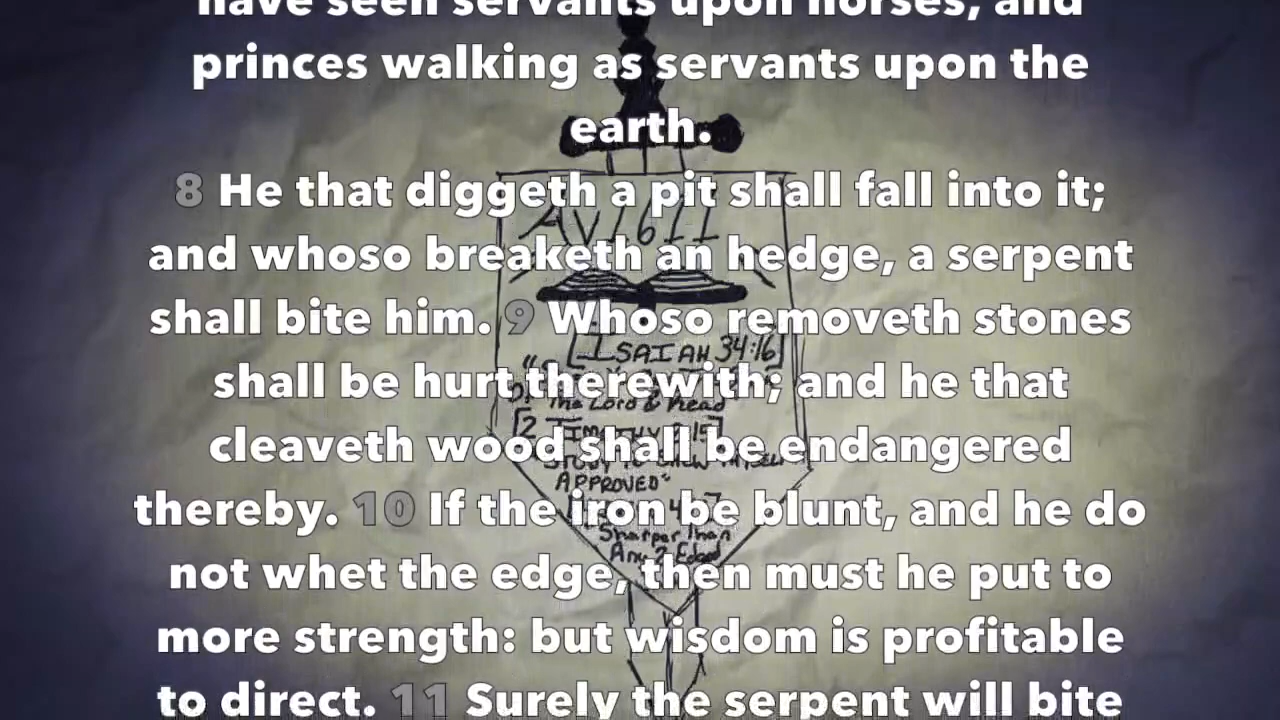 have seen servants upon horses, and
princes walking as servants upon the
earth.
8 He that diggeth a pit shall fall into it;
and whoso breaketh an hedge, a serpent
shall bite him. 9 Whoso removeth stones
shall be hurt therewith; and he that
cleaveth wood shall be endangered
thereby. 10 If the iron be blunt, and he do
not whet the edge, then must he put to
more strength: but wisdom is profitable
to direct. 11 Surely the serpent will bite
AV1611
[ISAIAH 34:16]
The Lord & Read
[2 TIMOTHY
STUDY TO
APPROVED"
Sharper than
Any 2 Edged